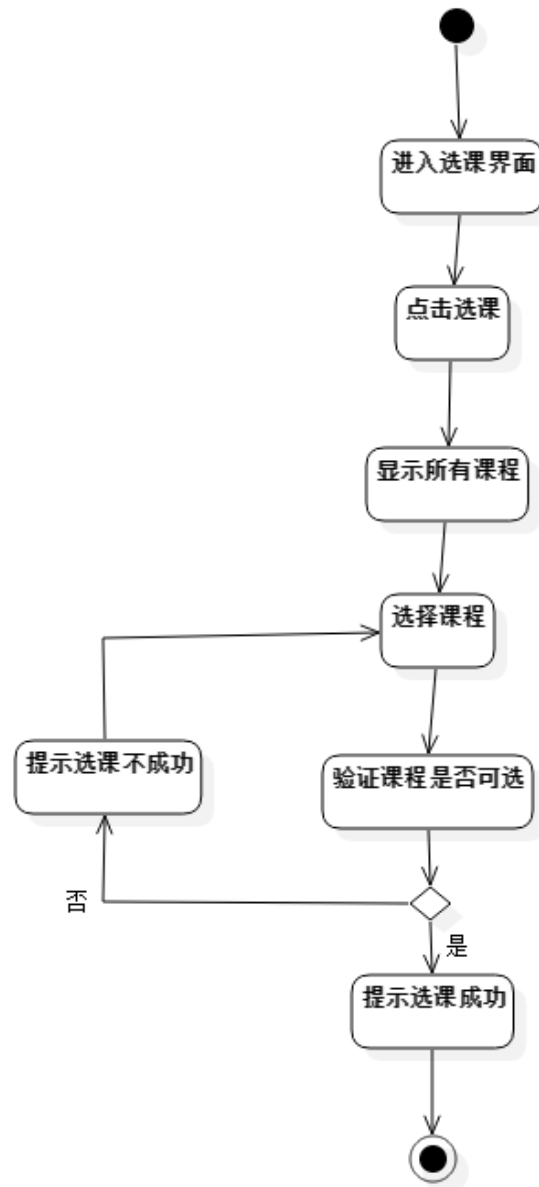 进入选课界面
点击选课
显示所有课程
选择课程
提示选课不成功
验证课程是否可选
否
是
提示选课成功